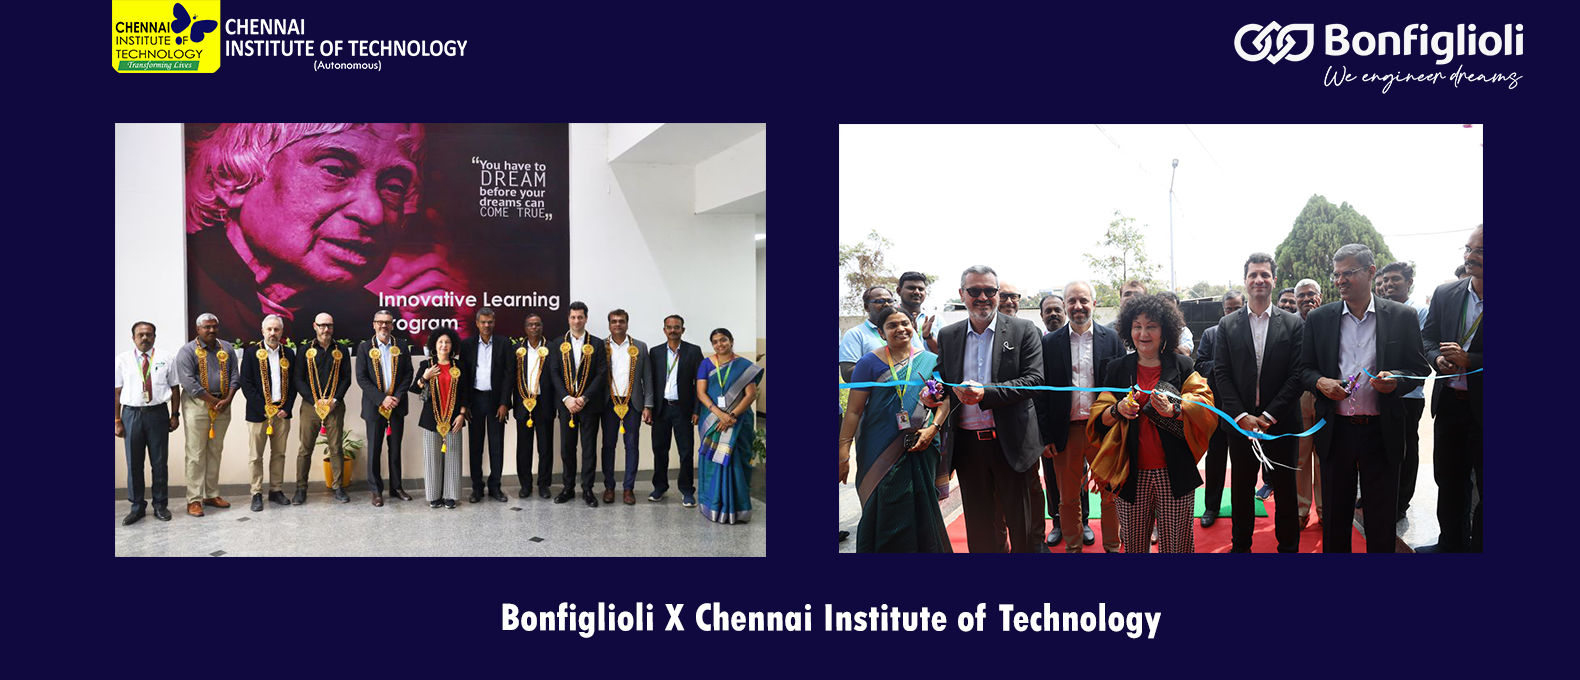 CHENNAI
INSTITUTE OF
TECHNOLOGY
Transforming Lives
CHENNAI
INSTITUTE OF TECHNOLOGY
(Autonomous)
Bonfiglioli
We engineer dreams
“You have to
DREAM
before your
dreams can
COME TRUE„
Innovative Learning
rogram
Bonfiglioli X Chennai Institute of Technology